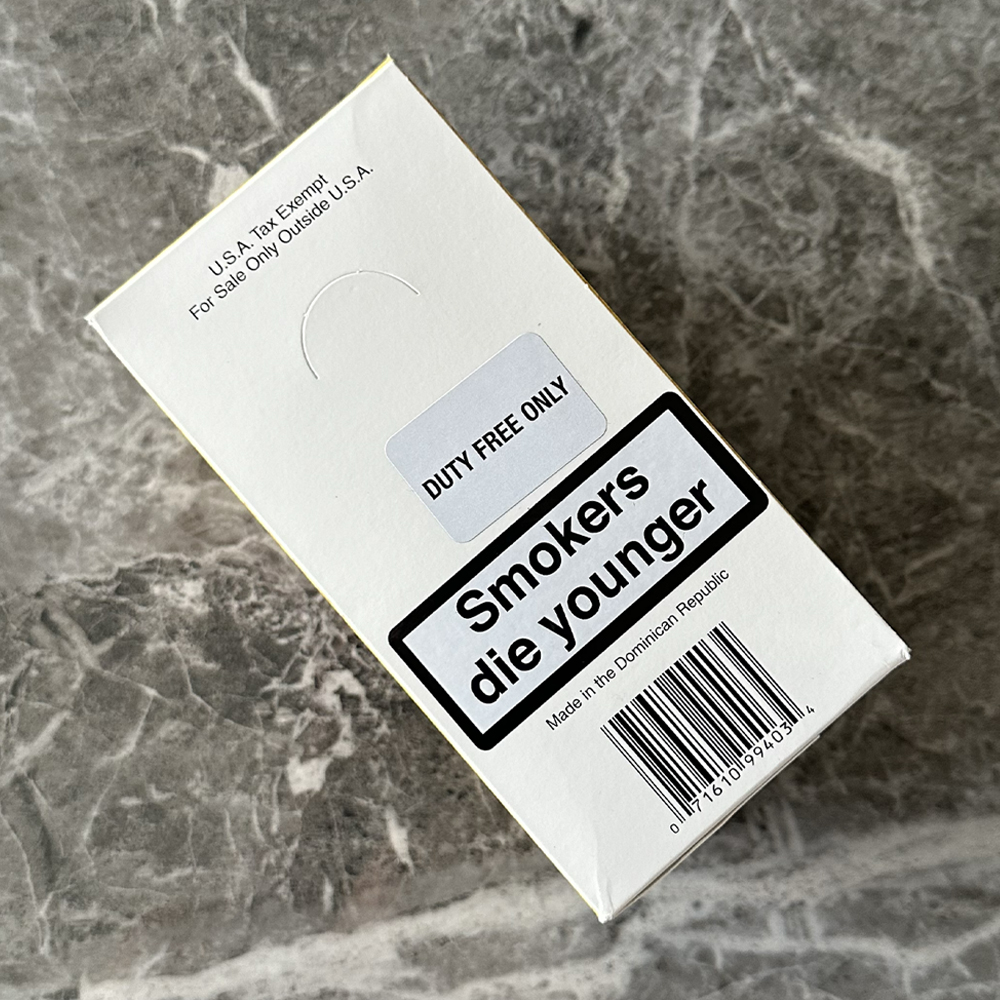 U.S.A. Tax Exempt
For Sale Only Outside U.S.A.
DUTY FREE ONLY
Smokers
die younger
Made in the Dominican Republic
0 71610 99403 4